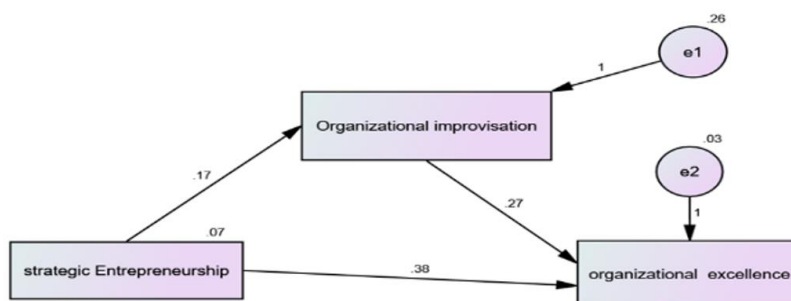 .26
e1
1
Organizational improvisation
.03
e2
.17
.27
1
.07
strategic Entrepreneurship
.38
organizational excellence